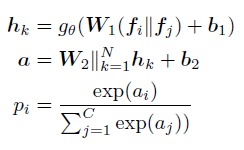 h_k = g_θ(W_1(f_i‖f_j) + b_1)
a = W_2‖_{k=1}^N h_k + b_2
p_i = exp(a_i) / ∑_{j=1}^C exp(a_j))